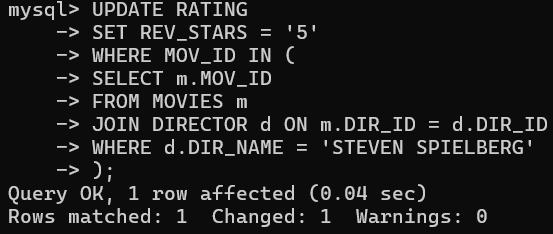 mysql> UPDATE RATING
    -> SET REV_STARS = '5'
    -> WHERE MOV_ID IN (
    -> SELECT m.MOV_ID
    -> FROM MOVIES m
    -> JOIN DIRECTOR d ON m.DIR_ID = d.DIR_ID
    -> WHERE d.DIR_NAME = 'STEVEN SPIELBERG'
    -> );
Query OK, 1 row affected (0.04 sec)
Rows matched: 1  Changed: 1  Warnings: 0